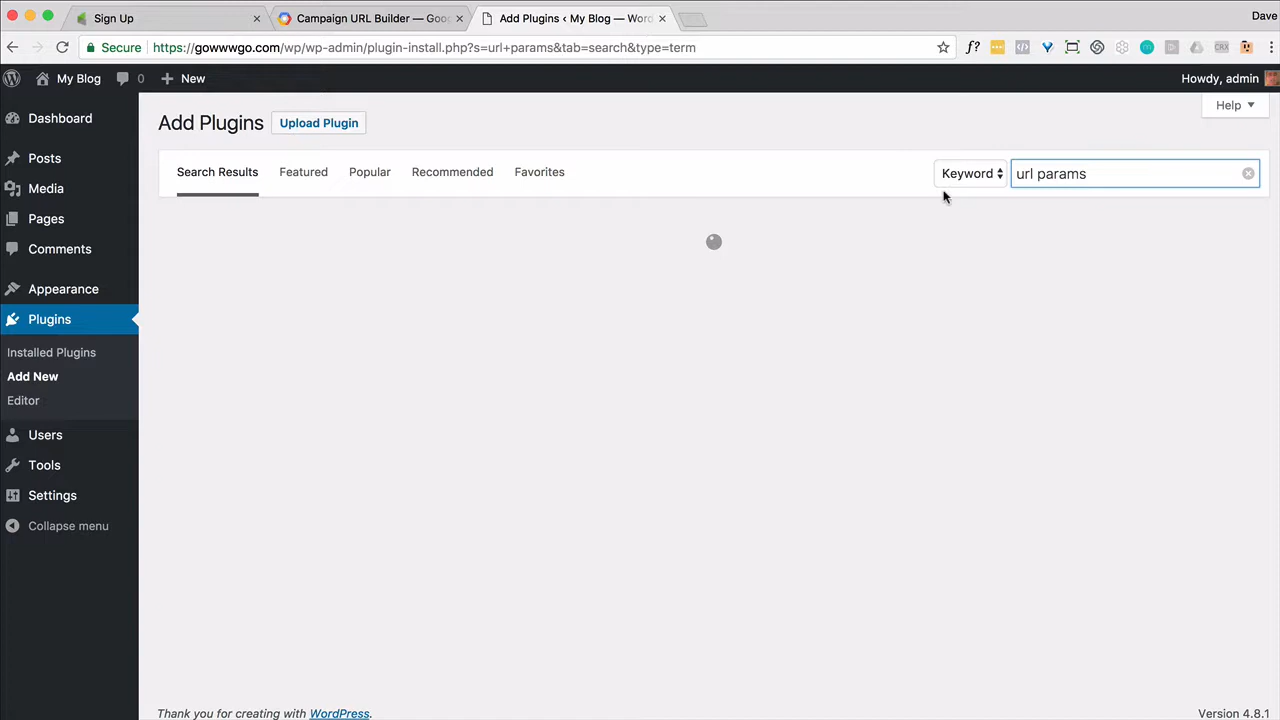 Sign Up
Campaign URL Builder — Goo
Add Plugins ‹ My Blog — Word
Dave
Secure
https://gowwwgo.com/wp/wp-admin/plugin-install.php?s=url+params&tab=search&type=term
f?
CRX
My Blog
0
New
Howdy, admin
Dashboard
Posts
Media
Pages
Comments
Appearance
Plugins
Installed Plugins
Add New
Editor
Users
Tools
Settings
Collapse menu
Help
Add Plugins
Upload Plugin
Search Results
Featured
Popular
Recommended
Favorites
Keyword
url params
Thank you for creating with WordPress.
Version 4.8.1